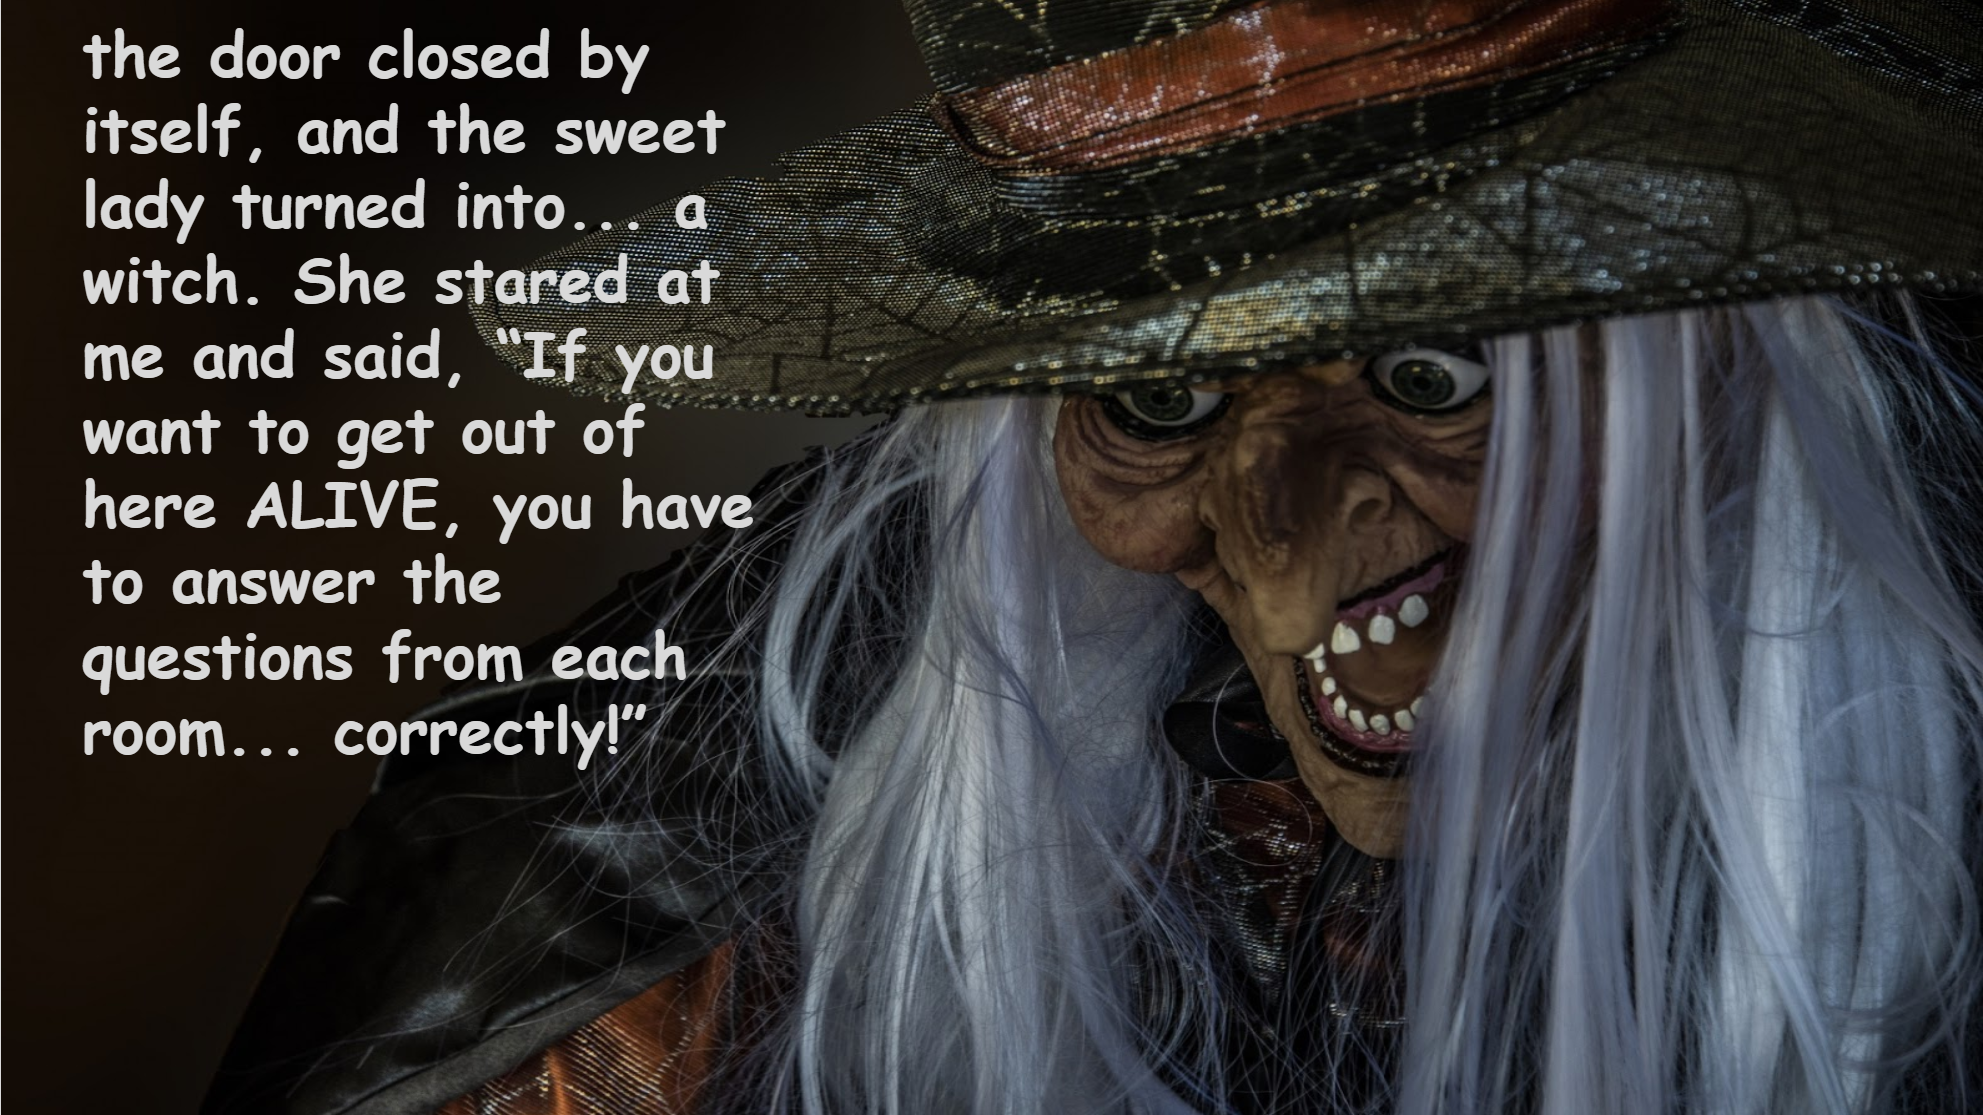 the door closed by
itself, and the sweet
lady turned into... a
witch. She stared at
me and said, “If you
want to get out of
here ALIVE, you have
to answer the
questions from each
room... correctly!”